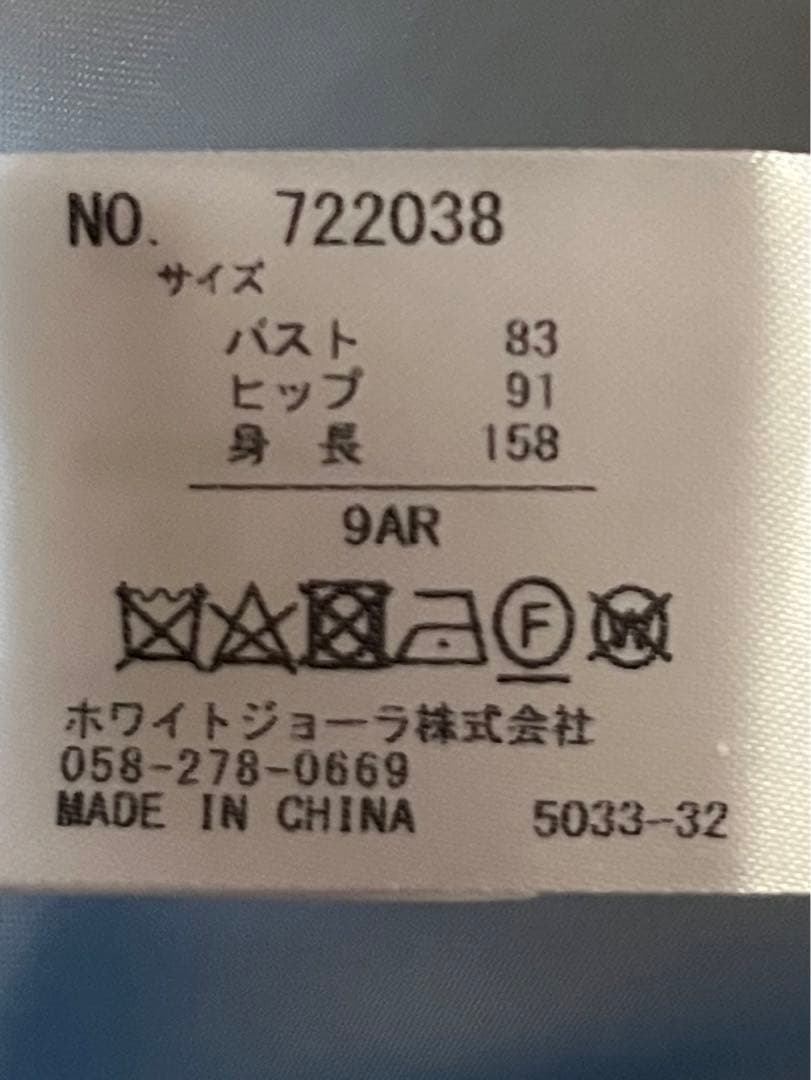 NO. 722038
サイズ
バスト 83
ヒップ 91
身長 158
9AR
F W
ホワイトジョーラ株式会社
058-278-0669
MADE IN CHINA 5033-32